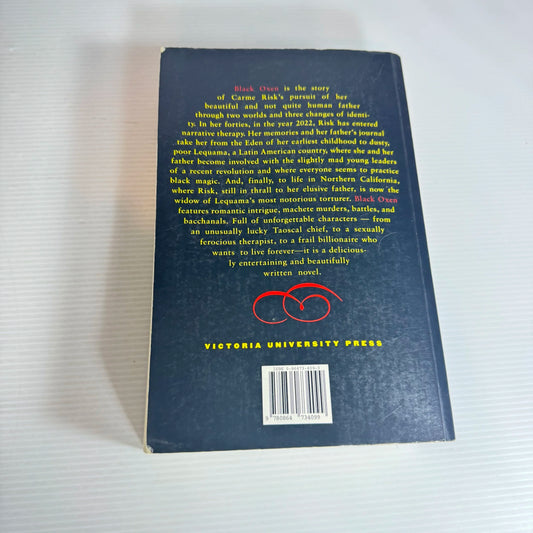 Black Oxen is the story
of Carme Risk's pursuit of her
beautiful and not quite human father
through two worlds and three changes of identi-
ty. In her forties, in the year 2022, Risk has entered
narrative therapy. Her memories and her father's journal
take her from the Eden of her earliest childhood to dusty,
poor Lequama, a Latin American country, where she and her
father become involved with the slightly mad young leaders
of a recent revolution and where everyone seems to practice
black magic. And, finally, to life in Northern California,
where Risk, still in thrall to her elusive father, is now the
widow of Lequama's most notorious torturer. Black Oxen
features romantic intrigue, machete murders, battles, and
bacchanals. Full of unforgettable characters — from
an unusually lucky Taoscal chief, to a sexually
ferocious therapist, to a frail billionaire who
wants to live forever—it is a delicious-
ly entertaining and beautifully
written novel.
VICTORIA UNIVERSITY PRESS
ISBN 0-86473-409-3
9 780864 734099